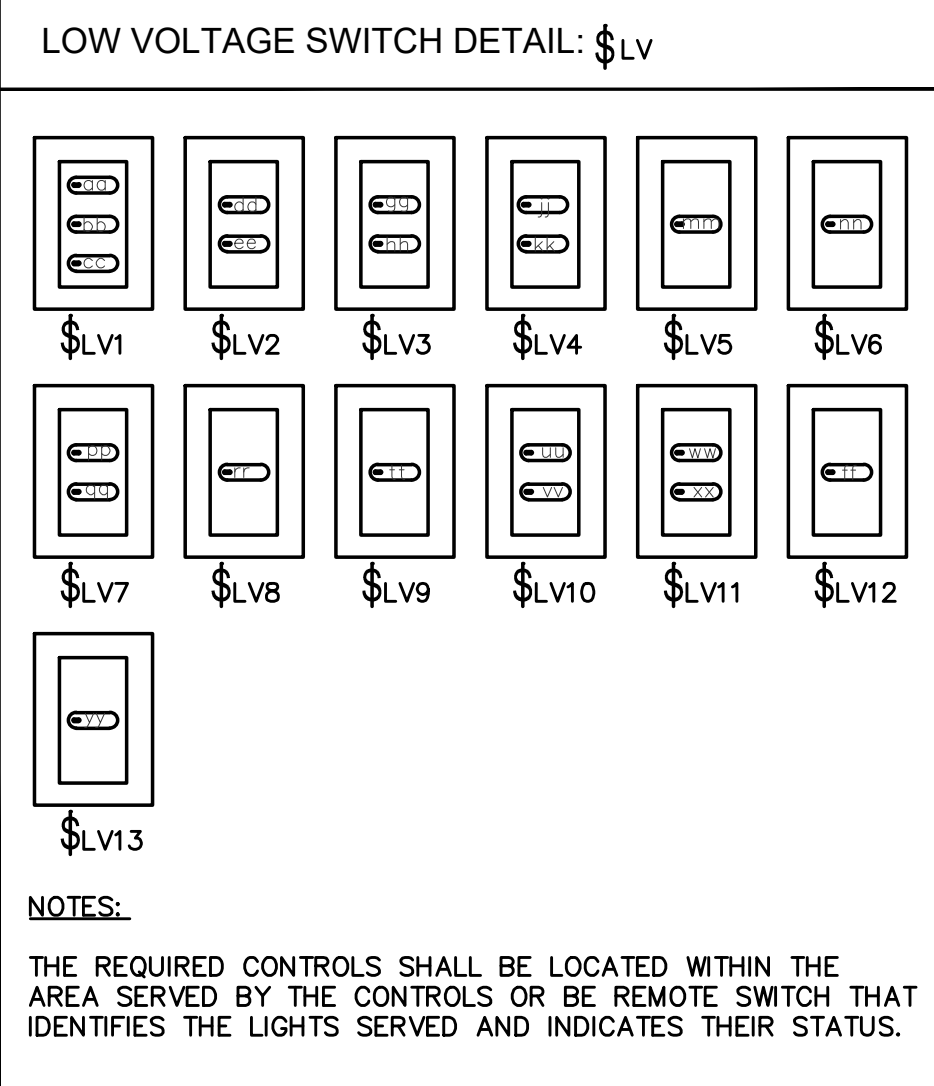 LOW VOLTAGE SWITCH DETAIL: $LV
aa
bb
cc
dd
ee
gg
hh
jj
kk
mm
nn
$LV1 $LV2 $LV3 $LV4 $LV5 $LV6
pp
qq
rr
tt
uu
vv
ww
xx
ff
$LV7 $LV8 $LV9 $LV10 $LV11 $LV12
yy
$LV13
NOTES:
THE REQUIRED CONTROLS SHALL BE LOCATED WITHIN THE
AREA SERVED BY THE CONTROLS OR BE REMOTE SWITCH THAT
IDENTIFIES THE LIGHTS SERVED AND INDICATES THEIR STATUS.